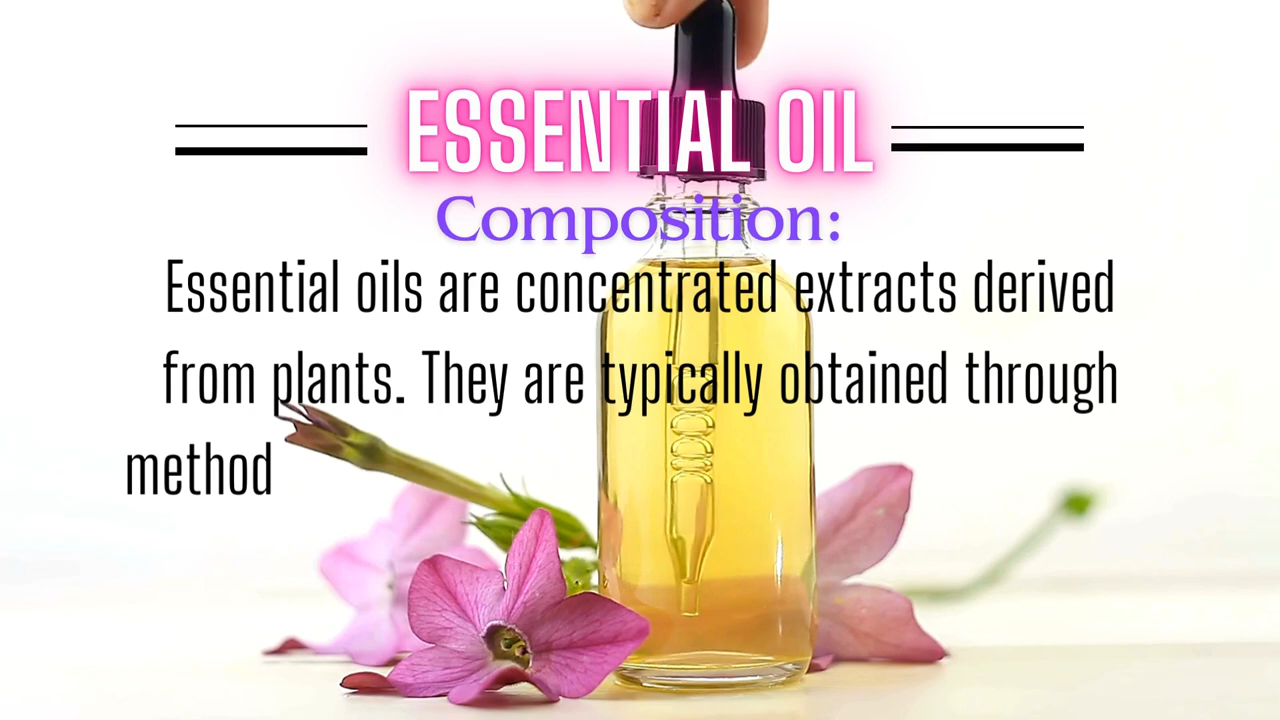 ESSENTIAL OIL
Composition:
Essential oils are concentrated extracts derived
from plants. They are typically obtained through
method